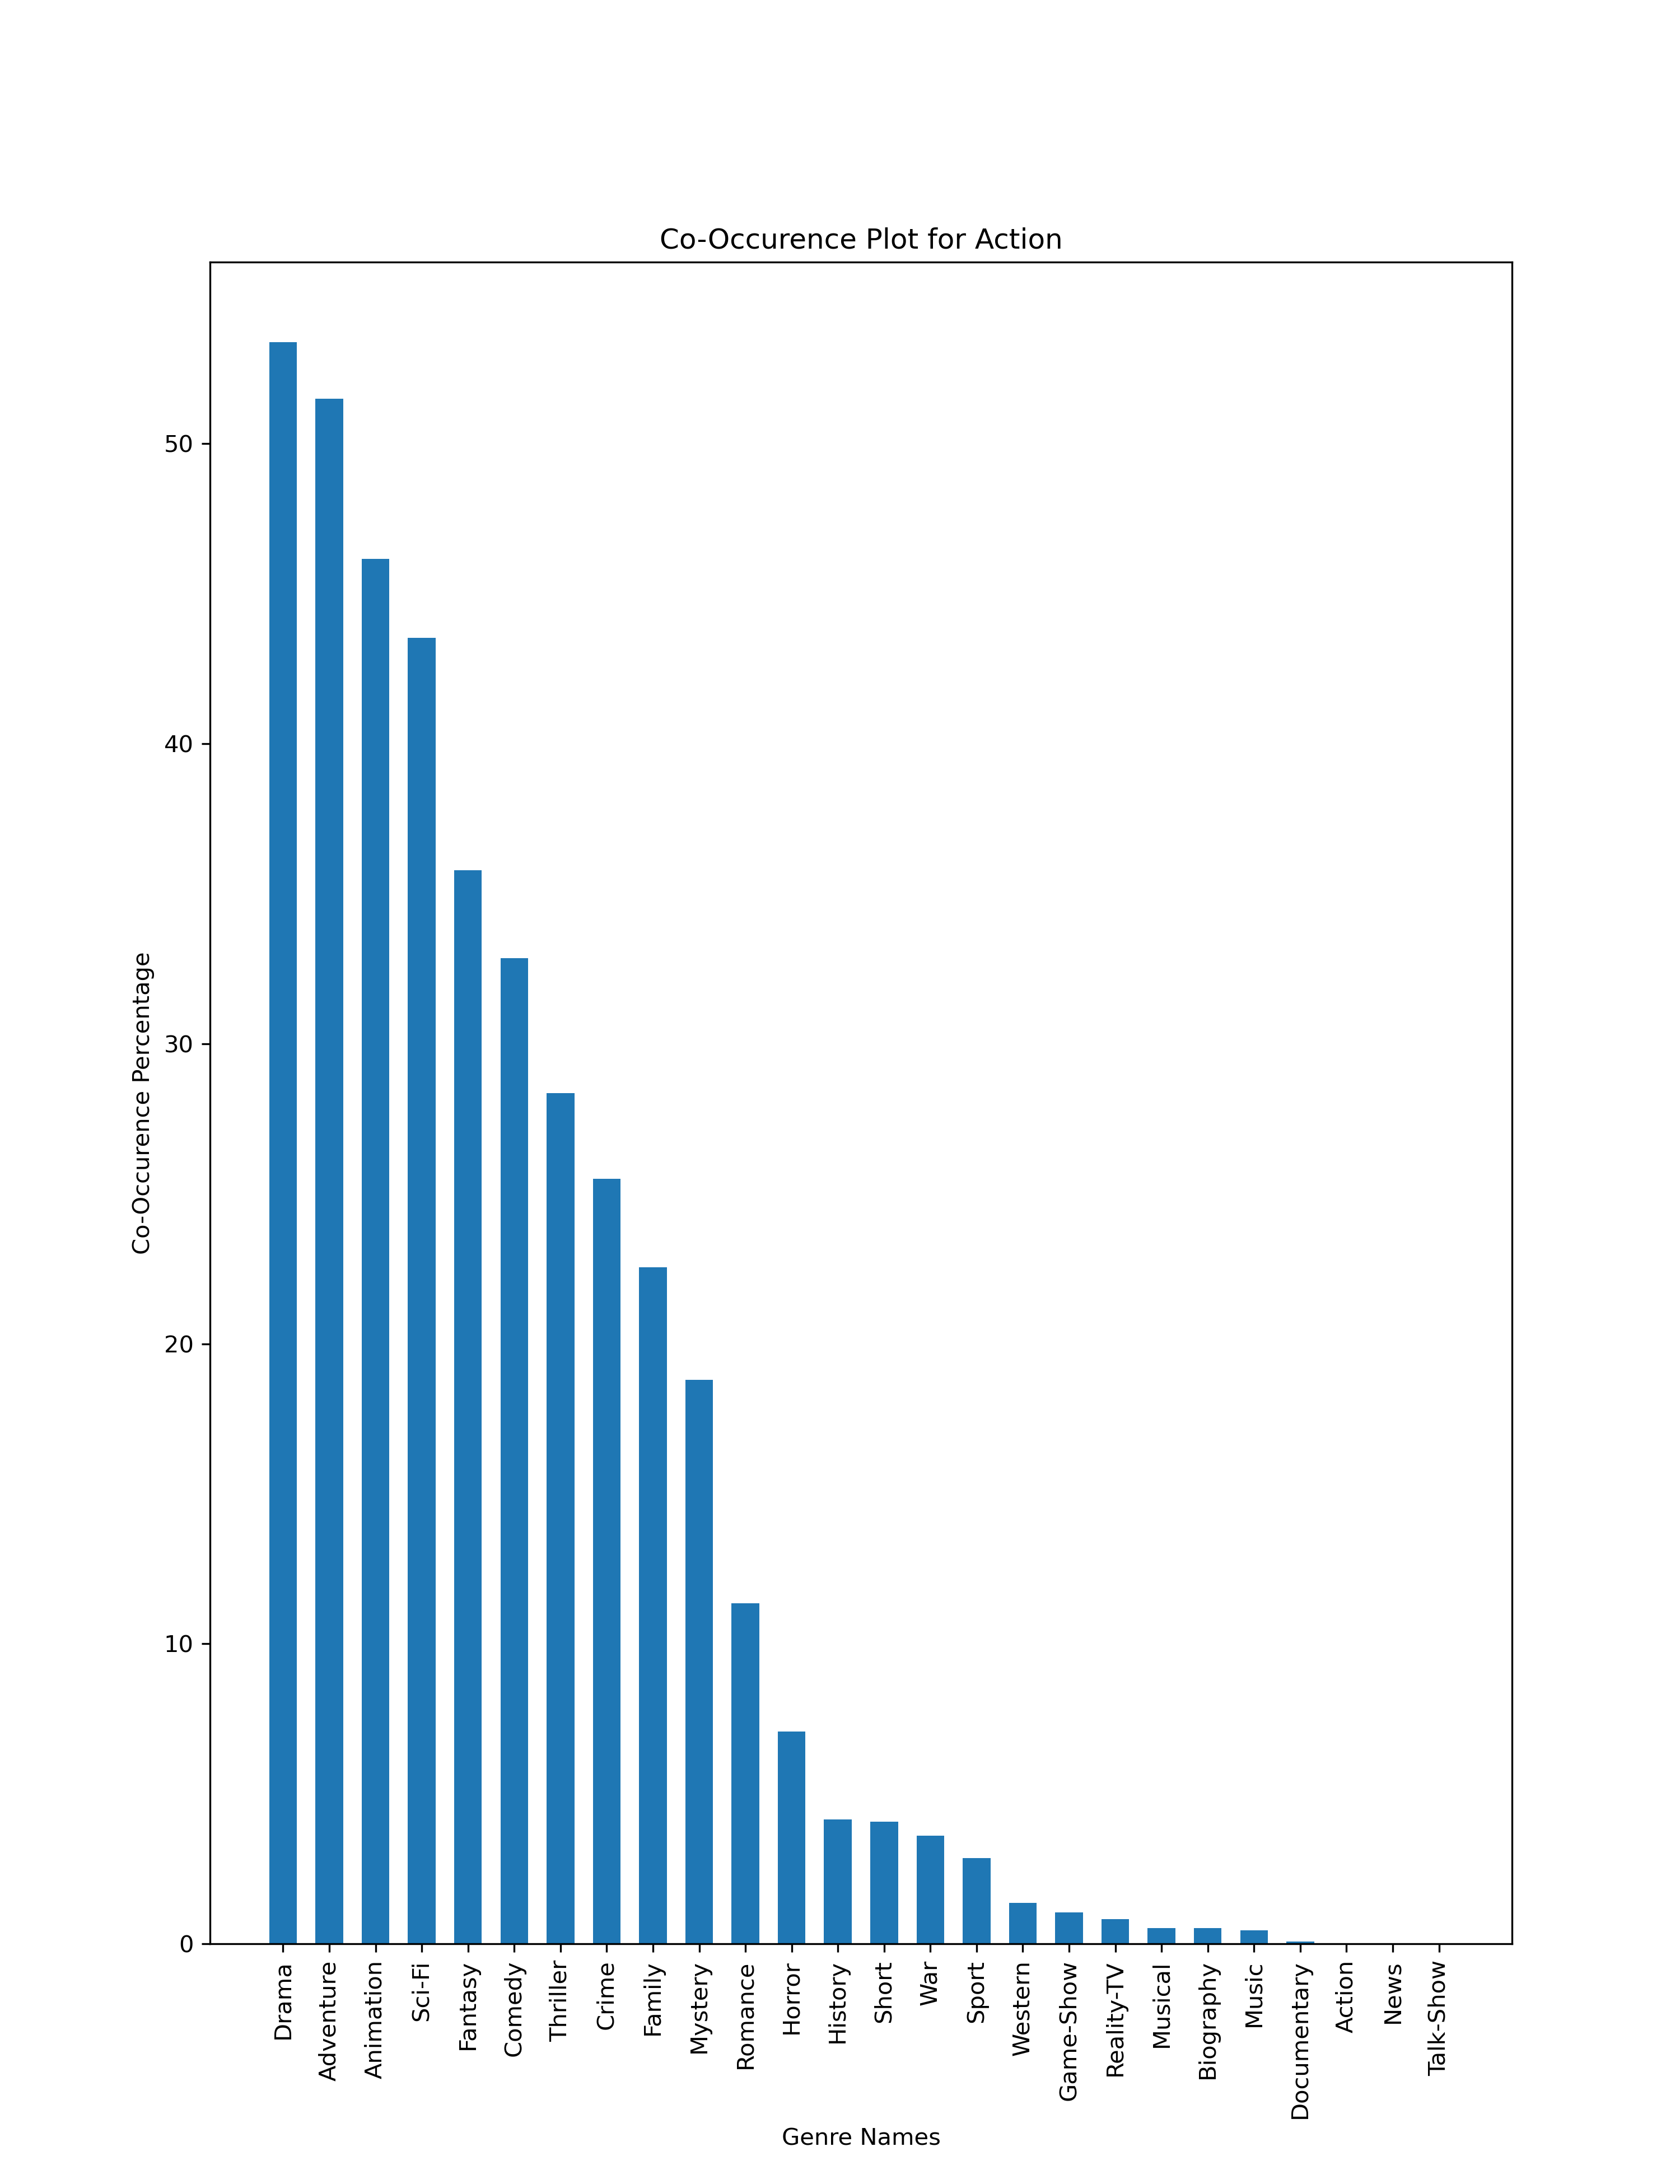 Co-Occurence Plot for Action
Co-Occurence Percentage
50
40
30
20
10
0
Drama
Adventure
Animation
Sci-Fi
Fantasy
Comedy
Thriller
Crime
Family
Mystery
Romance
Horror
History
Short
War
Sport
Western
Game-Show
Reality-TV
Musical
Biography
Music
Documentary
Action
News
Talk-Show
Genre Names